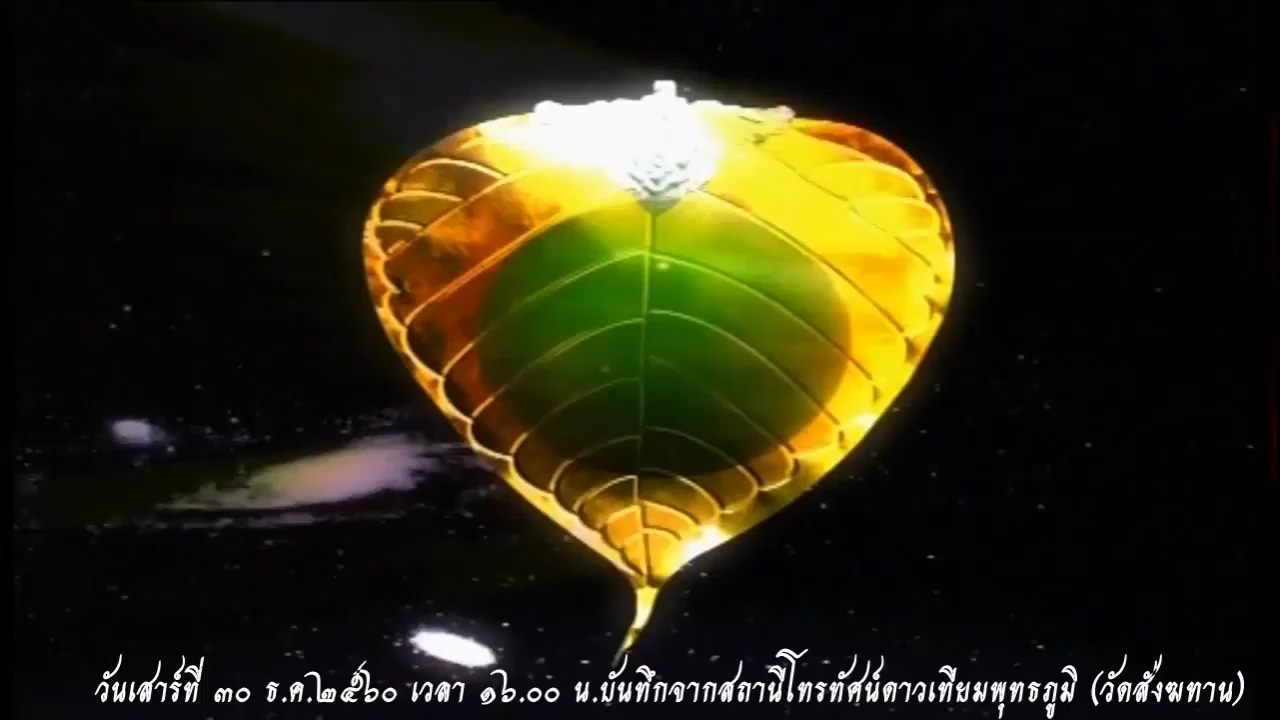 วันเสาร์ที่ ๓๐ ธ.ค.๒๕๖๐ เวลา ๑๖.๐๐ น.บันทึกจากสถานีโทรทัศน์ดาวเทียมพุทธภูมิ (วัดสังฆทาน)